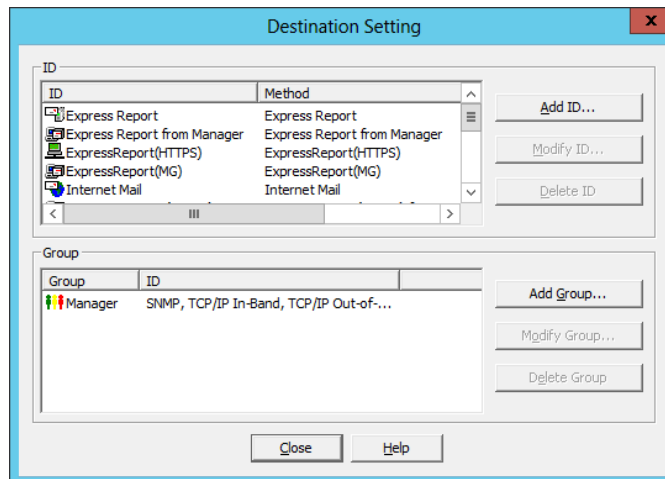 Destination Setting
x
ID
ID Method
Express Report Express Report
Express Report from Manager Express Report from Manager
ExpressReport(HTTPS) ExpressReport(HTTPS)
ExpressReport(MG) ExpressReport(MG)
Internet Mail Internet Mail
Add ID...
Modify ID...
Delete ID
Group
Group ID
Manager SNMP, TCP/IP In-Band, TCP/IP Out-of-...
Add Group...
Modify Group...
Delete Group
Close Help